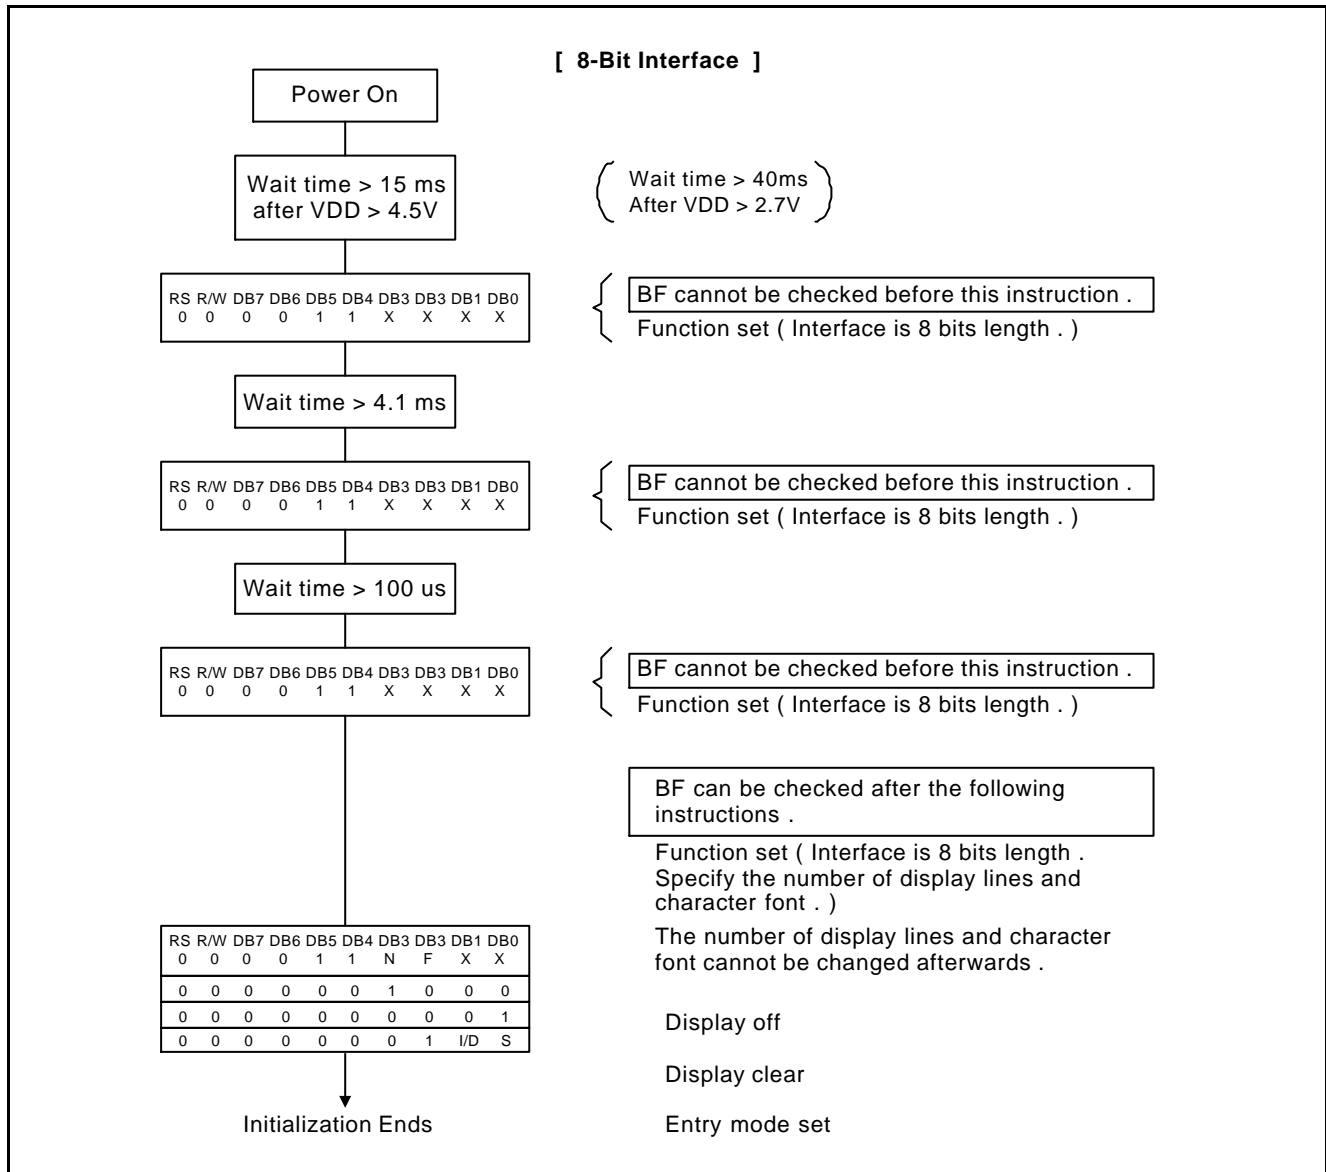 [ 8-Bit Interface ]
Power On
Wait time > 15 ms
after VDD > 4.5V
Wait time > 40ms
After VDD > 2.7V
RS R/W DB7 DB6 DB5 DB4 DB3 DB3 DB1 DB0
0 0 0 0 1 1 X X X X
BF cannot be checked before this instruction .
Function set ( Interface is 8 bits length . )
Wait time > 4.1 ms
RS R/W DB7 DB6 DB5 DB4 DB3 DB3 DB1 DB0
0 0 0 0 1 1 X X X X
BF cannot be checked before this instruction .
Function set ( Interface is 8 bits length . )
Wait time > 100 us
RS R/W DB7 DB6 DB5 DB4 DB3 DB3 DB1 DB0
0 0 0 0 1 1 X X X X
BF cannot be checked before this instruction .
Function set ( Interface is 8 bits length . )
BF can be checked after the following
instructions .
Function set ( Interface is 8 bits length .
Specify the number of display lines and
character font . )
The number of display lines and character
font cannot be changed afterwards .
RS R/W DB7 DB6 DB5 DB4 DB3 DB3 DB1 DB0
0 0 0 0 1 1 N F X X
0 0 0 0 0 0 1 0 0 0
0 0 0 0 0 0 0 0 0 1
0 0 0 0 0 0 0 1 I/D S
Display off
Display clear
Initialization Ends
Entry mode set